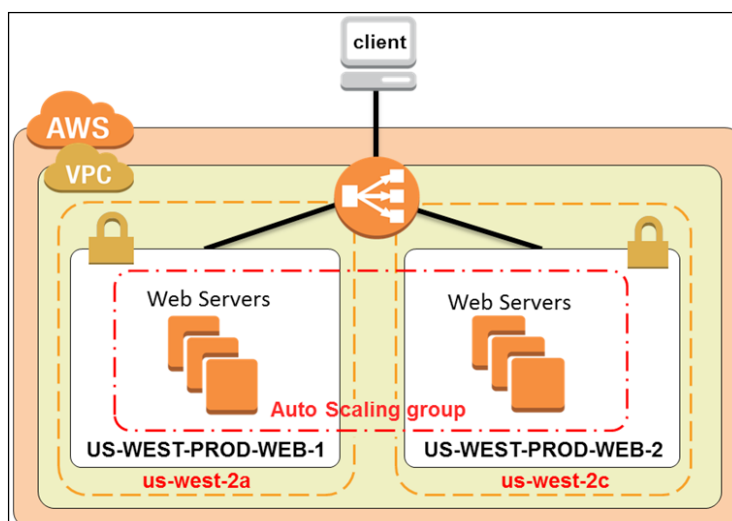 client
AWS
VPC
Web Servers
Web Servers
Auto Scaling group
US-WEST-PROD-WEB-1
US-WEST-PROD-WEB-2
us-west-2a
us-west-2c